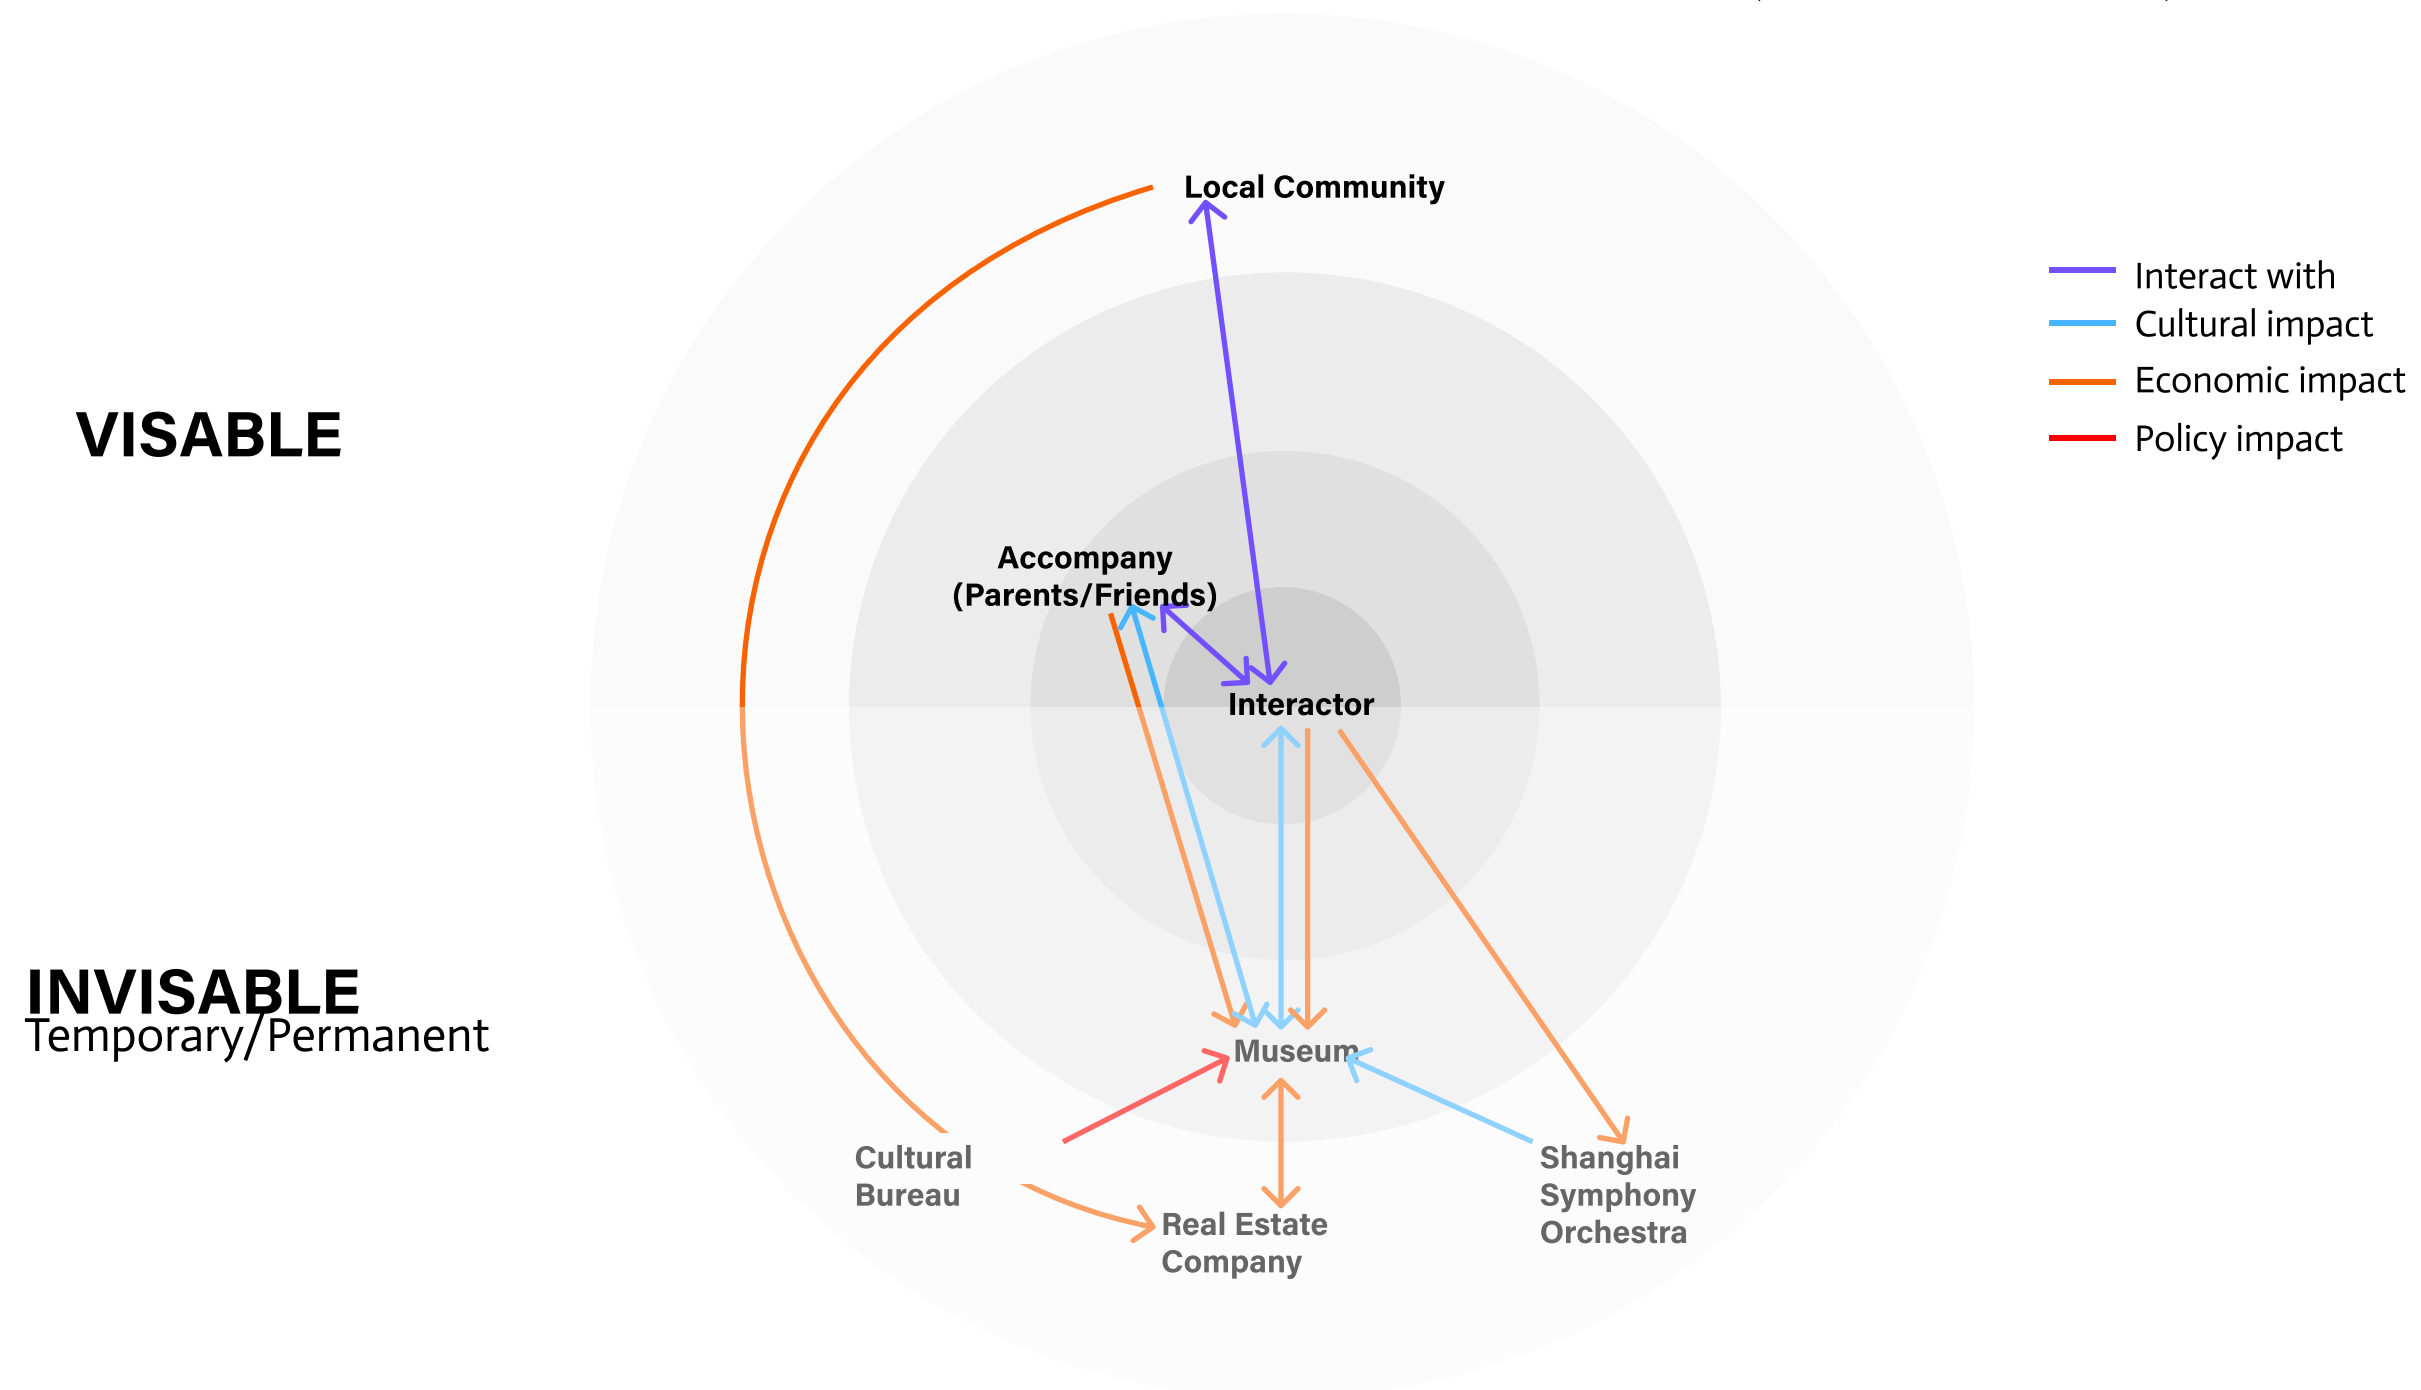 Local Community
Interact with
Cultural impact
Economic impact
Policy impact
VISABLE
Accompany
(Parents/Friends)
Interactor
INVISABLE
Temporary/Permanent
Museum
Cultural
Bureau
Real Estate
Company
Shanghai
Symphony
Orchestra